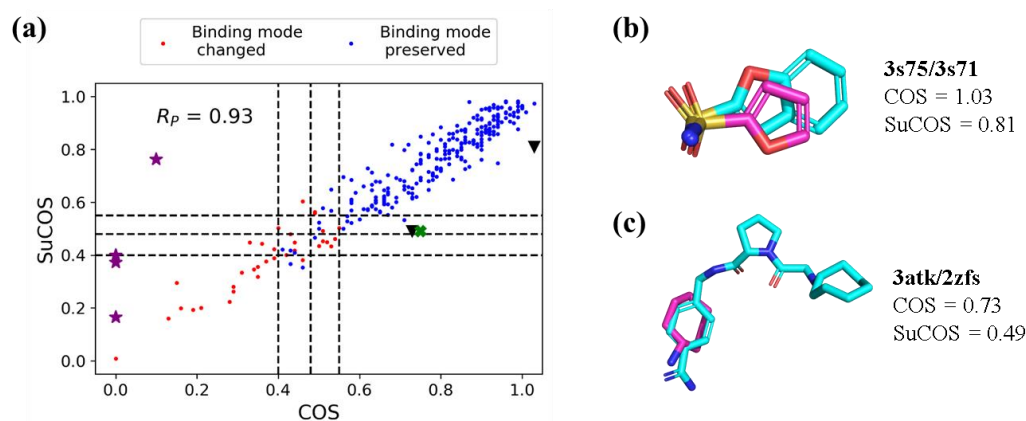 (a)
Binding mode changed
Binding mode preserved
SuCOS
1.0
0.8
0.6
0.4
0.2
0.0
R_P = 0.93
0.0 0.2 0.4 0.6 0.8 1.0
COS
(b)
3s75/3s71
COS = 1.03
SuCOS = 0.81
(c)
3atk/2zfs
COS = 0.73
SuCOS = 0.49